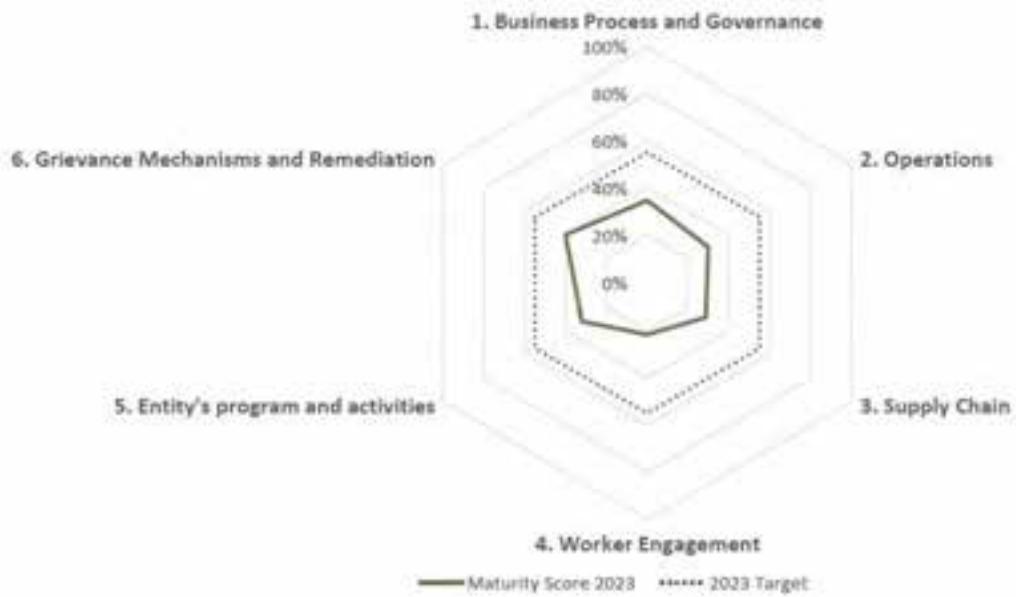 1. Business Process and Governance
100%
80%
6. Grievance Mechanisms and Remediation
2. Operations
60%
40%
20%
0%
5. Entity's program and activities
3. Supply Chain
4. Worker Engagement
Maturity Score 2023
2023 Target